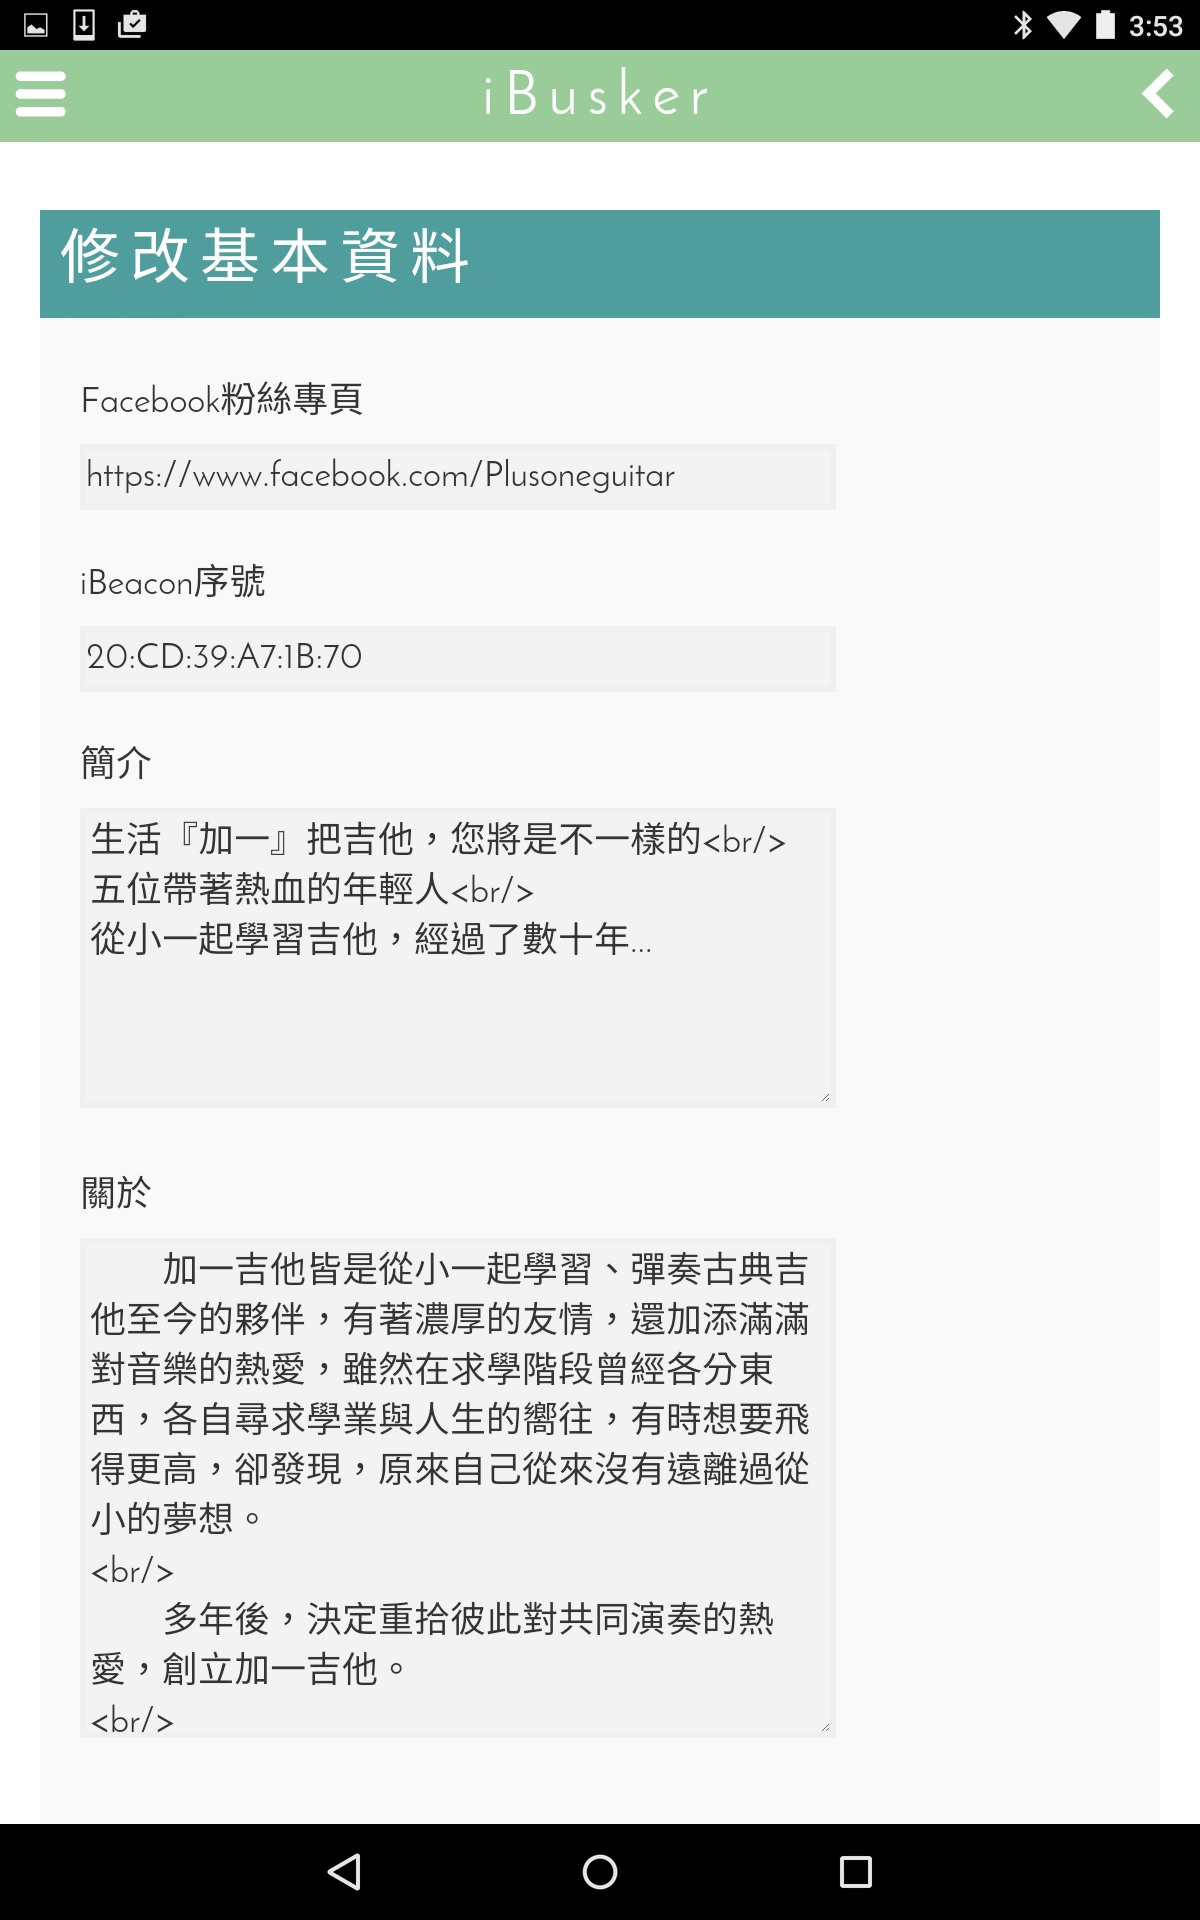 3:53
iBusker
修改基本資料
Facebook粉絲專頁
https://www.facebook.com/Plusoneguitar
iBeacon序號
20:CD:39:A7:1B:70
簡介
生活『加一』把吉他，您將是不一樣的<br/>
五位帶著熱血的年輕人<br/>
從小一起學習吉他，經過了數十年...
關於
　　加一吉他皆是從小一起學習、彈奏古典吉
他至今的夥伴，有著濃厚的友情，還加添滿滿
對音樂的熱愛，雖然在求學階段曾經各分東
西，各自尋求學業與人生的嚮往，有時想要飛
得更高，卻發現，原來自己從來沒有遠離過從
小的夢想。
<br/>
　　多年後，決定重拾彼此對共同演奏的熱
愛，創立加一吉他。
<br/>